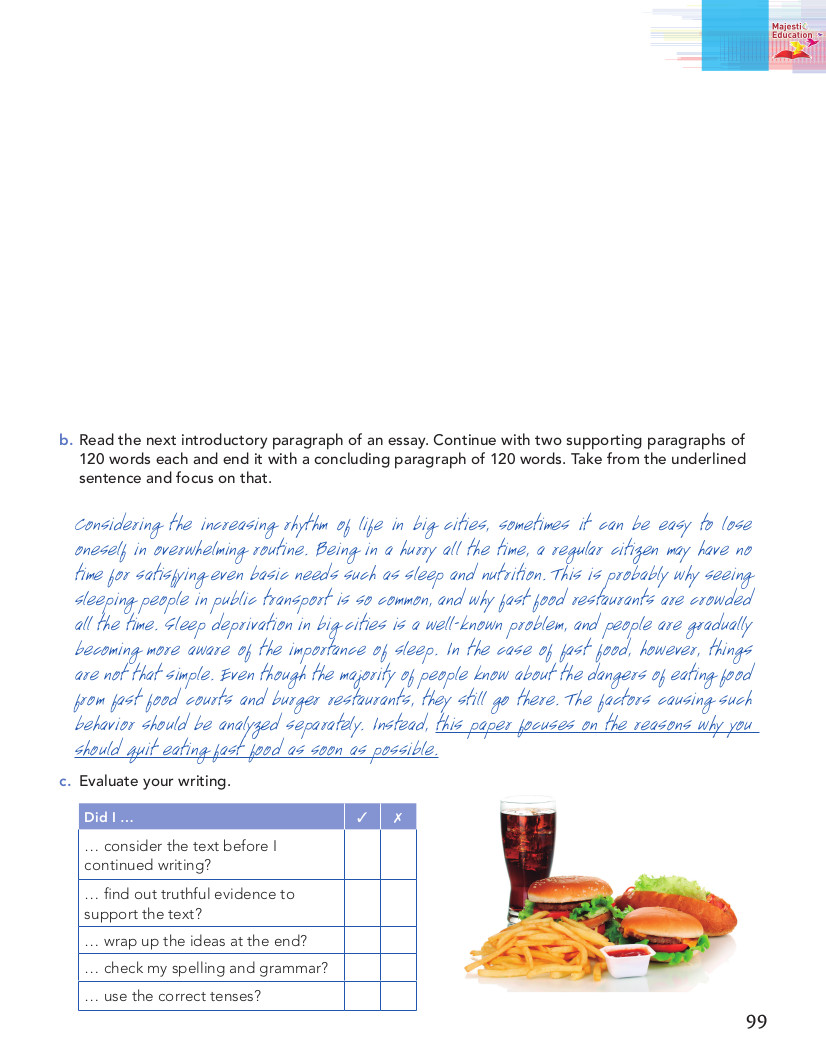 Majesti
Education
b. Read the next introductory paragraph of an essay. Continue with two supporting paragraphs of
120 words each and end it with a concluding paragraph of 120 words. Take from the underlined
sentence and focus on that.
Considering the increasing rhythm of life in big cities, sometimes it can be easy to lose
oneself in overwhelming routine. Being in a hurry all the time, a regular citizen may have no
time for satisfying even basic needs such as sleep and nutrition. This is probably why seeing
sleeping people in public transport is so common, and why fast food restaurants are crowded
all the time. Sleep deprivation in big cities is a well-known problem, and people are gradually
becoming more aware of the importance of sleep. In the case of fast food, however, things
are not that simple. Even though the majority of people know about the dangers of eating food
from fast food courts and burger restaurants, they still go there. The factors causing such
behavior should be analyzed separately. Instead, this paper focuses on the reasons why you
should quit eating fast food as soon as possible.
c. Evaluate your writing.
Did I … ✓ ✗
… consider the text before I
continued writing?
… find out truthful evidence to
support the text?
… wrap up the ideas at the end?
… check my spelling and grammar?
… use the correct tenses?
99